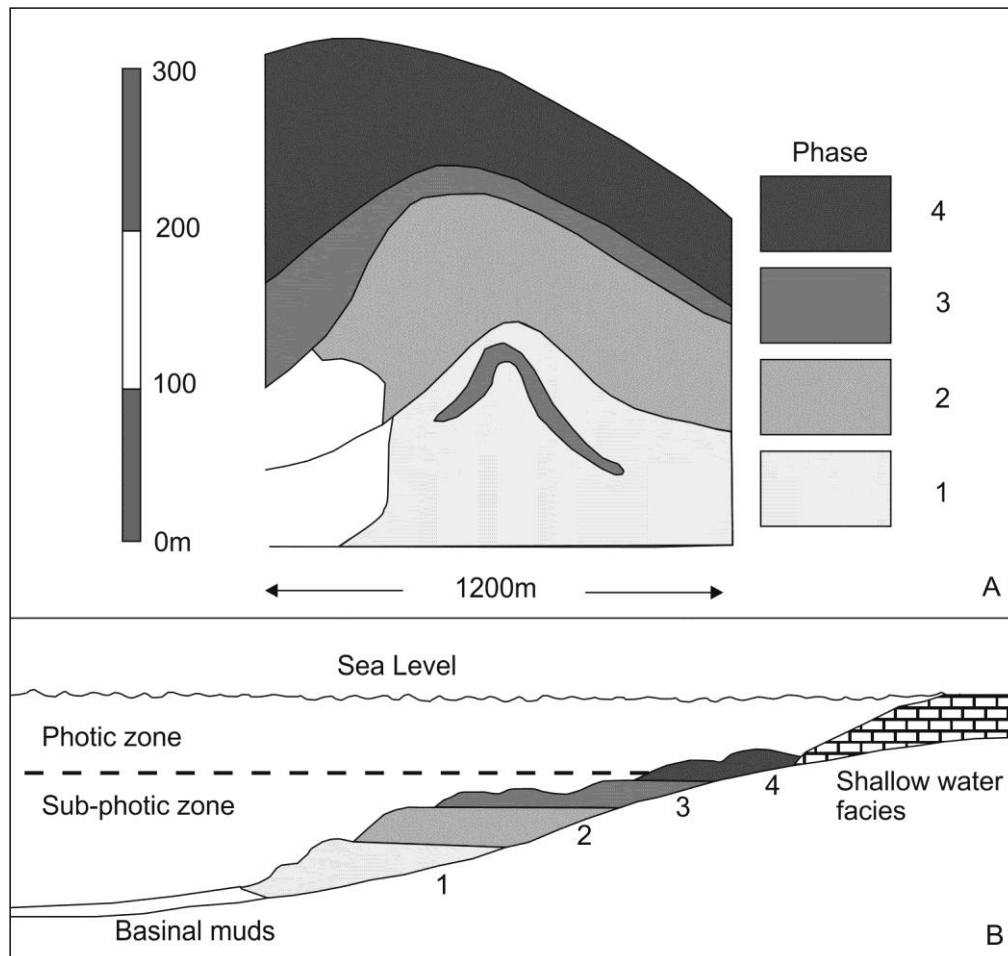 300
200
100
0m
Phase
4
3
2
1
1200m
A
Sea Level
Photic zone
Sub-photic zone
4
3
2
1
Shallow water
facies
Basinal muds
B